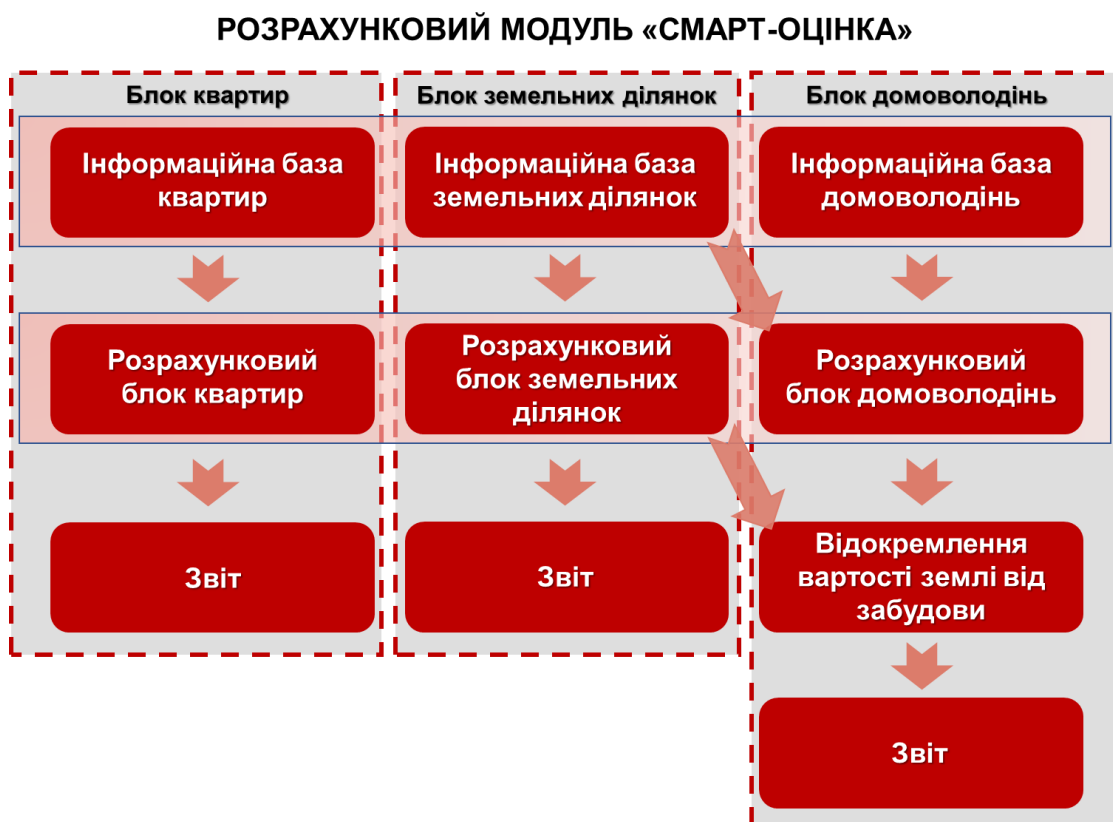 РОЗРАХУНКОВИЙ МОДУЛЬ «СМАРТ-ОЦІНКА»
Блок квартир
Блок земельних ділянок
Блок домоволодінь
Інформаційна база
квартир
Інформаційна база
земельних ділянок
Інформаційна база
домоволодінь
Розрахунковий
блок квартир
Розрахунковий
блок земельних
ділянок
Розрахунковий
блок домоволодінь
Звіт
Звіт
Відокремлення
вартості землі від
забудови
Звіт